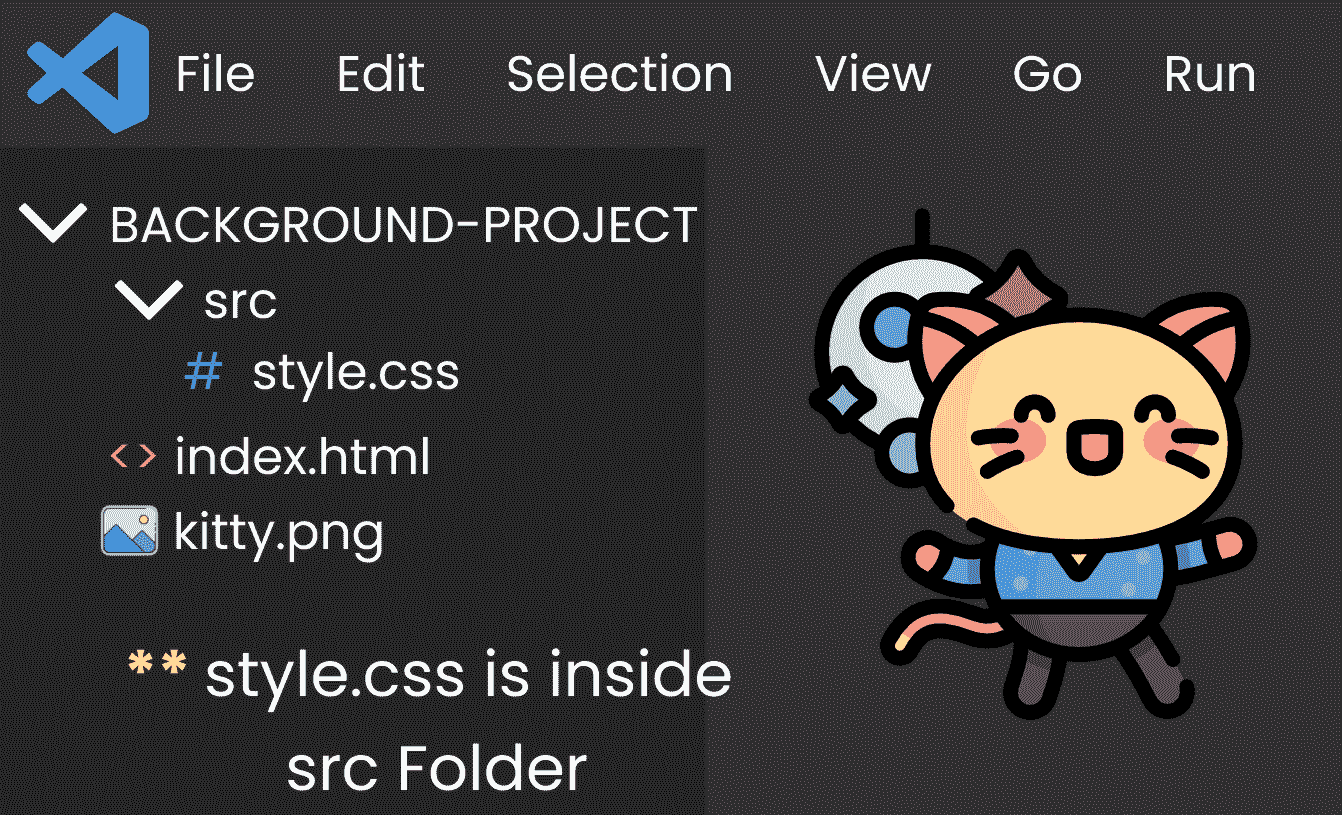 File Edit Selection View Go Run
BACKGROUND-PROJECT
src
# style.css
<> index.html
kitty.png
** style.css is inside
src Folder